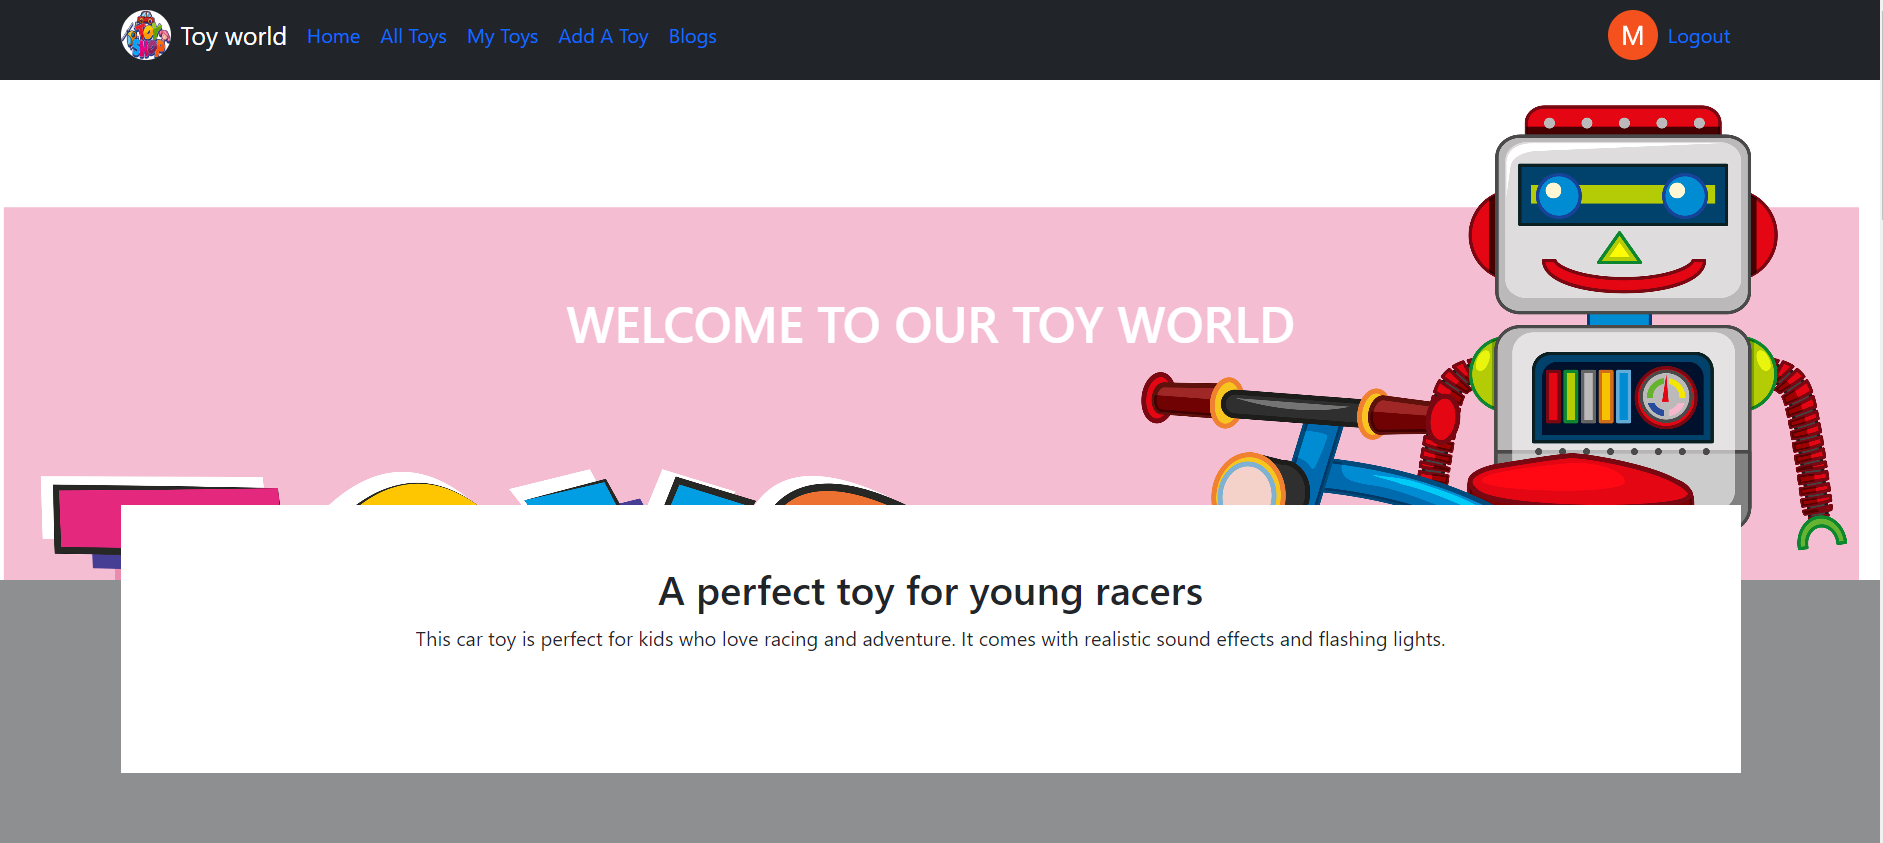 Toy world Home All Toys My Toys Add A Toy Blogs M Logout
WELCOME TO OUR TOY WORLD
A perfect toy for young racers
This car toy is perfect for kids who love racing and adventure. It comes with realistic sound effects and flashing lights.